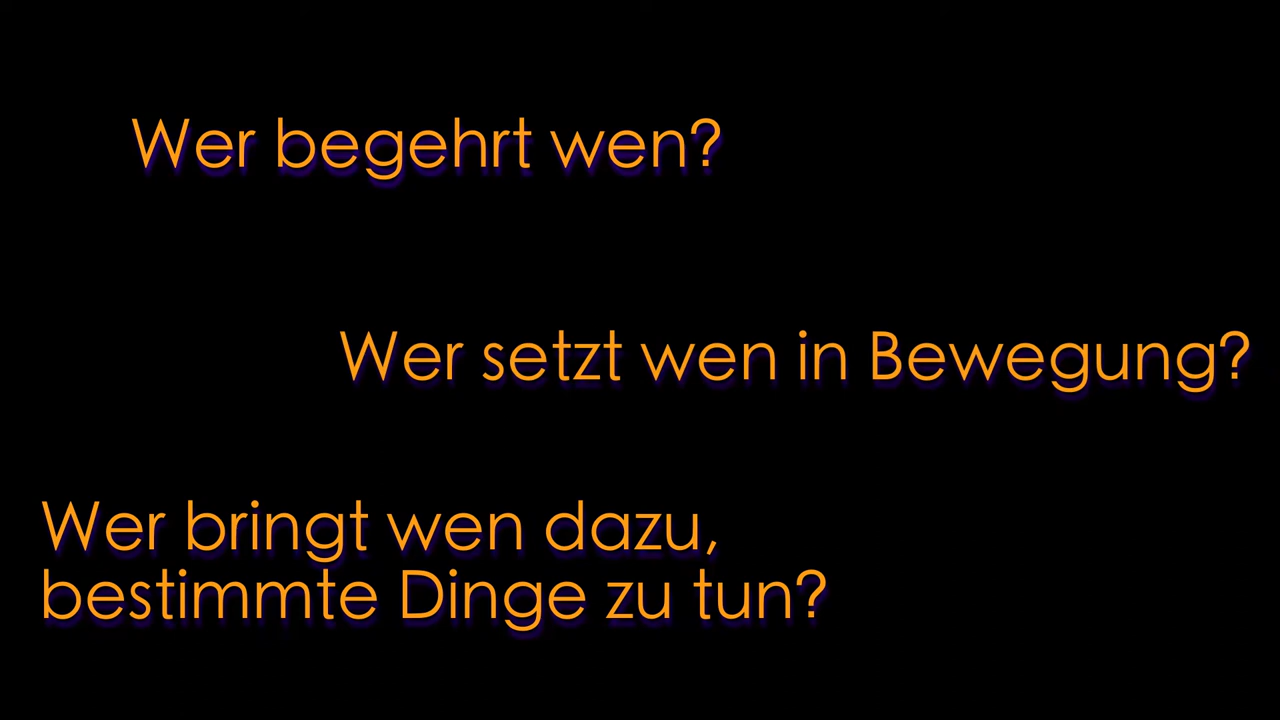 Wer begehrt wen?
Wer setzt wen in Bewegung?
Wer bringt wen dazu,
bestimmte Dinge zu tun?